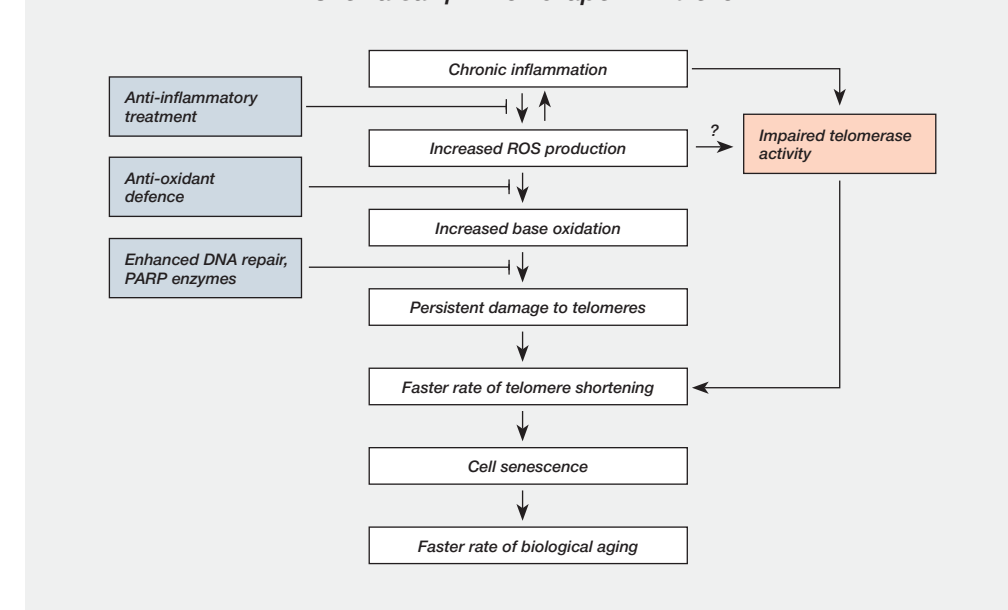 Chronic inflammation
Anti-inflammatory
treatment
?
Impaired telomerase
activity
Increased ROS production
Anti-oxidant
defence
Increased base oxidation
Enhanced DNA repair,
PARP enzymes
Persistent damage to telomeres
Faster rate of telomere shortening
Cell senescence
Faster rate of biological aging